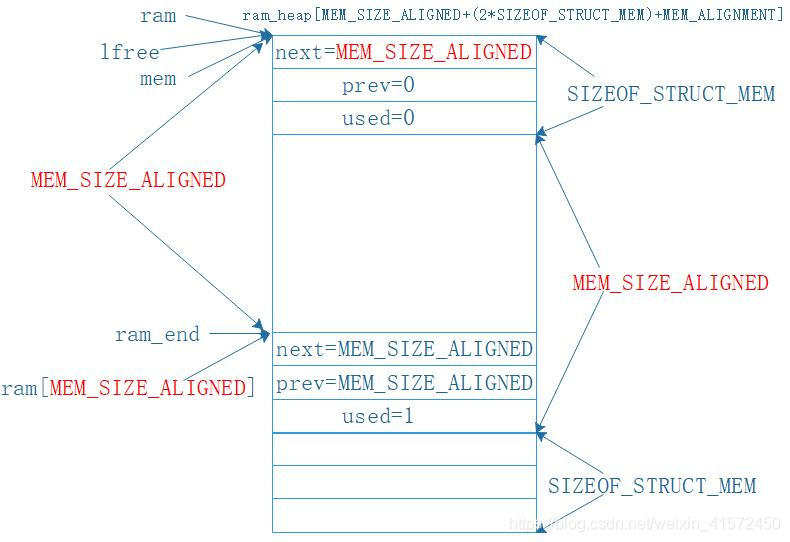 ram
ram_heap[MEM_SIZE_ALIGNED+(2*SIZEOF_STRUCT_MEM)+MEM_ALIGNMENT]
lfree
next=MEM_SIZE_ALIGNED
mem
prev=0
SIZEOF_STRUCT_MEM
used=0
MEM_SIZE_ALIGNED
MEM_SIZE_ALIGNED
ram_end
next=MEM_SIZE_ALIGNED
ram[MEM_SIZE_ALIGNED]
prev=MEM_SIZE_ALIGNED
used=1
SIZEOF_STRUCT_MEM
https://blog.csdn.net/weixin_41572450